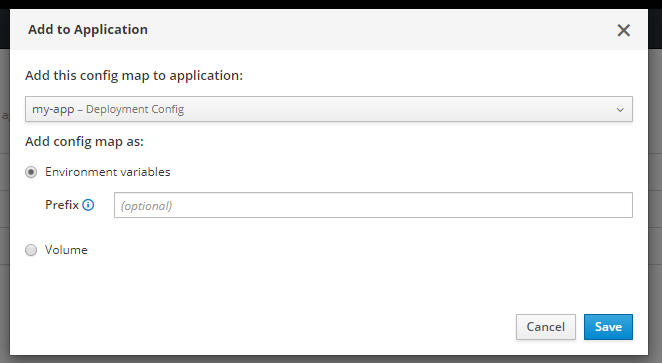 Add to Application
Add this config map to application:
my-app – Deployment Config
Add config map as:
Environment variables
Prefix
(optional)
Volume
Cancel
Save